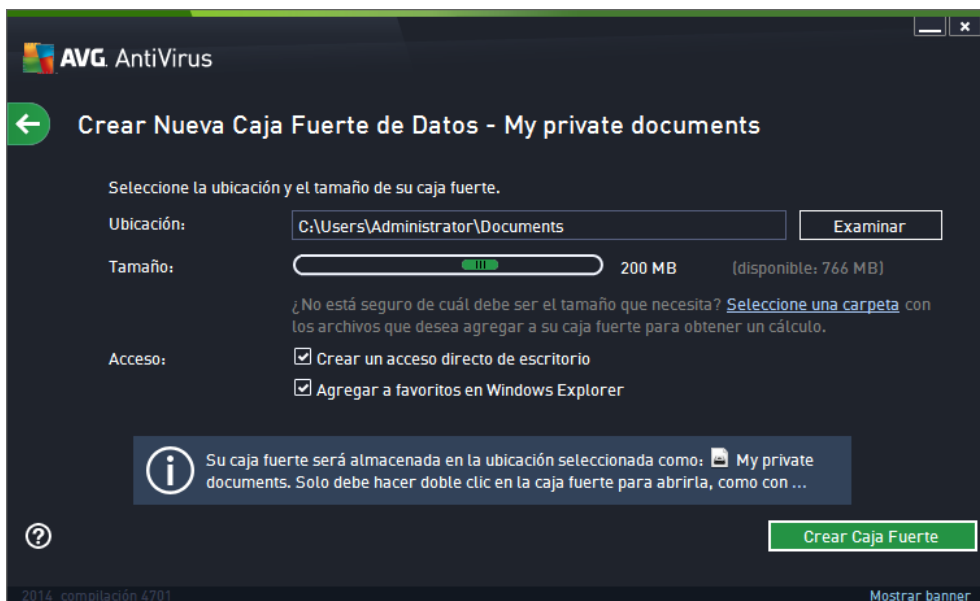 AVG. AntiVirus
Crear Nueva Caja Fuerte de Datos - My private documents
Seleccione la ubicación y el tamaño de su caja fuerte.
Ubicación: C:\Users\Administrator\Documents Examinar
Tamaño: 200 MB (disponible: 766 MB)
¿No está seguro de cuál debe ser el tamaño que necesita? Seleccione una carpeta con
los archivos que desea agregar a su caja fuerte para obtener un cálculo.
Acceso: Crear un acceso directo de escritorio
Agregar a favoritos en Windows Explorer
Su caja fuerte será almacenada en la ubicación seleccionada como: My private
documents. Solo debe hacer doble clic en la caja fuerte para abrirla, como con ...
Crear Caja Fuerte
2014 compilación 4701 Mostrar banner